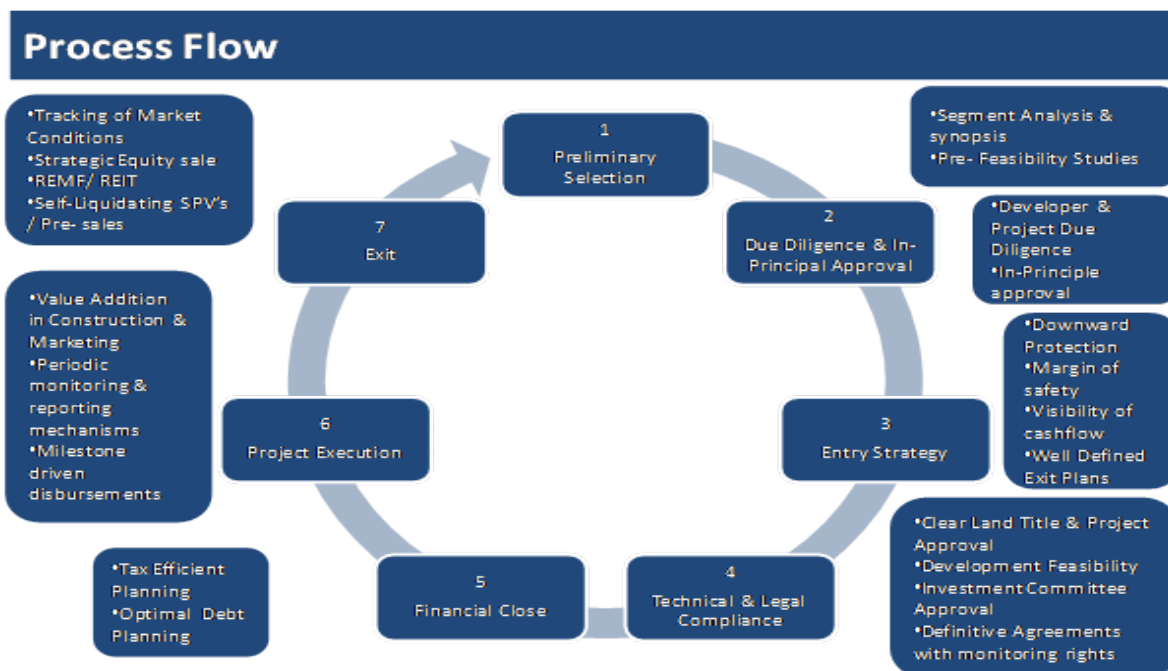 Process Flow
•Tracking of Market
Conditions
•Strategic Equity sale
•REMF/ REIT
•Self-Liquidating SPV's
/ Pre- sales
1
Preliminary
Selection
•Segment Analysis &
synopsis
•Pre- Feasibility Studies
2
Due Diligence & In-
Principal Approval
•Developer &
Project Due
Diligence
•In-Principle
approval
7
Exit
•Value Addition
in Construction &
Marketing
•Periodic
monitoring &
reporting
mechanisms
•Milestone
driven
disbursements
•Downward
Protection
•Margin of
safety
•Visibility of
cashflow
•Well Defined
Exit Plans
6
Project Execution
3
Entry Strategy
•Clear Land Title & Project
Approval
•Development Feasibility
•Investment Committee
Approval
•Definitive Agreements
with monitoring rights
•Tax Efficient
Planning
•Optimal Debt
Planning
5
Financial Close
4
Technical & Legal
Compliance